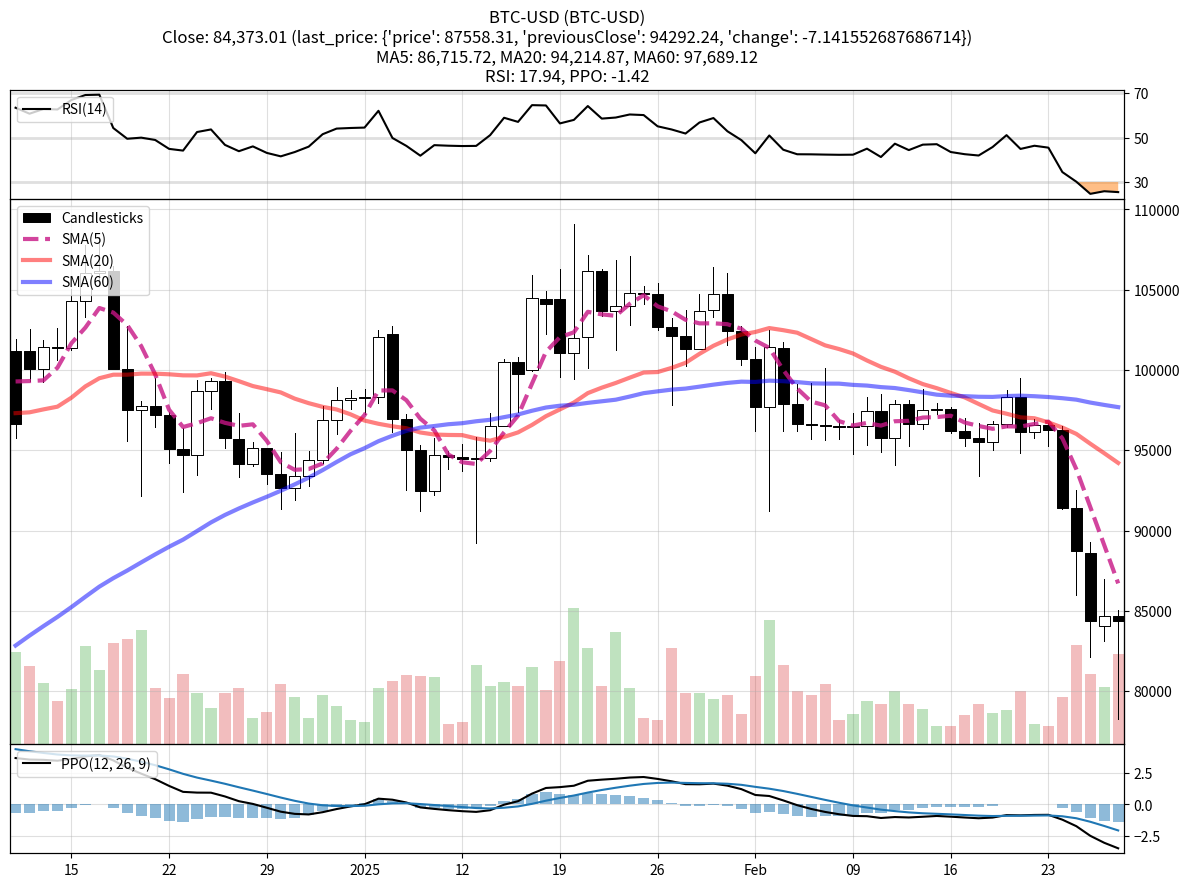 BTC-USD (BTC-USD)
Close: 84,373.01 (last_price: {'price': 87558.31, 'previousClose': 94292.24, 'change': -7.141552687686714})
MA5: 86,715.72, MA20: 94,214.87, MA60: 97,689.12
RSI: 17.94, PPO: -1.42
RSI(14)
70
50
30
Candlesticks
SMA(5)
SMA(20)
SMA(60)
110000
105000
100000
95000
90000
85000
80000
PPO(12, 26, 9)
2.5
0.0
−2.5
15 22 29 2025 12 19 26 Feb 09 16 23